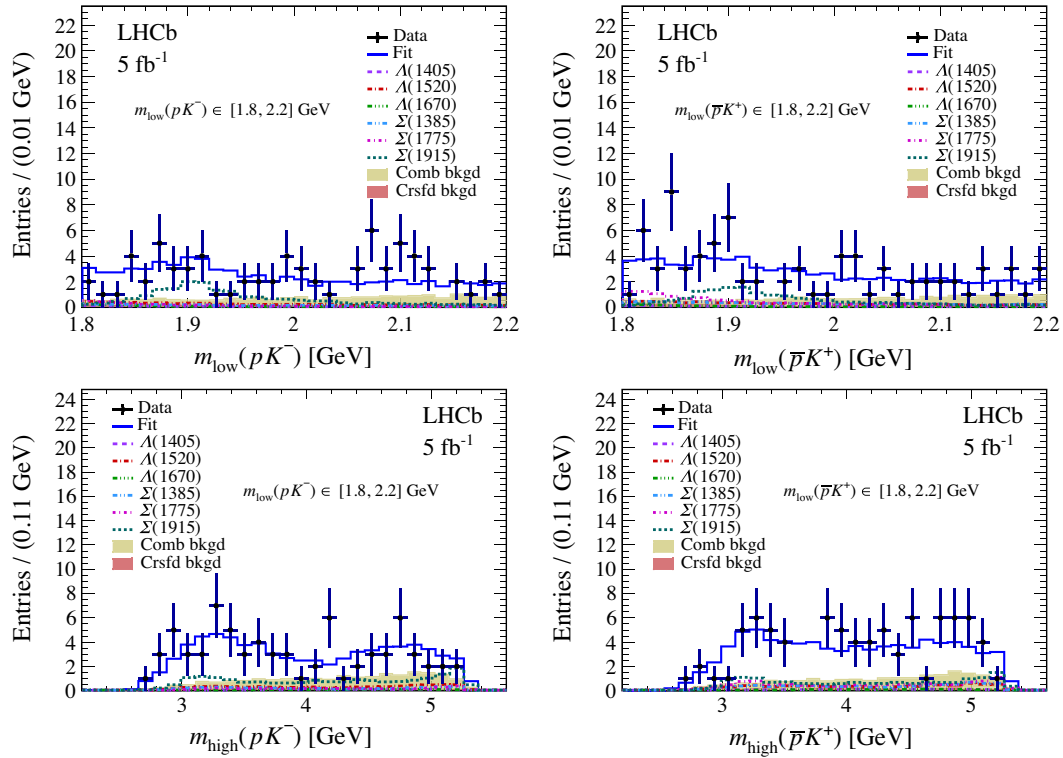 LHCb
5 fb⁻¹
m_low(pK⁻) ∈ [1.8, 2.2] GeV
Data
Fit
Λ(1405)
Λ(1520)
Λ(1670)
Σ(1385)
Σ(1775)
Σ(1915)
Comb bkgd
Crsfd bkgd
Entries / (0.01 GeV)
22
20
18
16
14
12
10
8
6
4
2
0
1.8 1.9 2 2.1 2.2
m_low(pK⁻) [GeV]
LHCb
5 fb⁻¹
m_low(p̅K⁺) ∈ [1.8, 2.2] GeV
Data
Fit
Λ(1405)
Λ(1520)
Λ(1670)
Σ(1385)
Σ(1775)
Σ(1915)
Comb bkgd
Crsfd bkgd
Entries / (0.01 GeV)
22
20
18
16
14
12
10
8
6
4
2
0
1.8 1.9 2 2.1 2.2
m_low(p̅K⁺) [GeV]
Data
Fit
Λ(1405)
Λ(1520)
Λ(1670)
Σ(1385)
Σ(1775)
Σ(1915)
Comb bkgd
Crsfd bkgd
LHCb
5 fb⁻¹
m_low(pK⁻) ∈ [1.8, 2.2] GeV
Entries / (0.11 GeV)
24
22
20
18
16
14
12
10
8
6
4
2
0
3 4 5
m_high(pK⁻) [GeV]
Data
Fit
Λ(1405)
Λ(1520)
Λ(1670)
Σ(1385)
Σ(1775)
Σ(1915)
Comb bkgd
Crsfd bkgd
LHCb
5 fb⁻¹
m_low(p̅K⁺) ∈ [1.8, 2.2] GeV
Entries / (0.11 GeV)
24
22
20
18
16
14
12
10
8
6
4
2
0
3 4 5
m_high(p̅K⁺) [GeV]